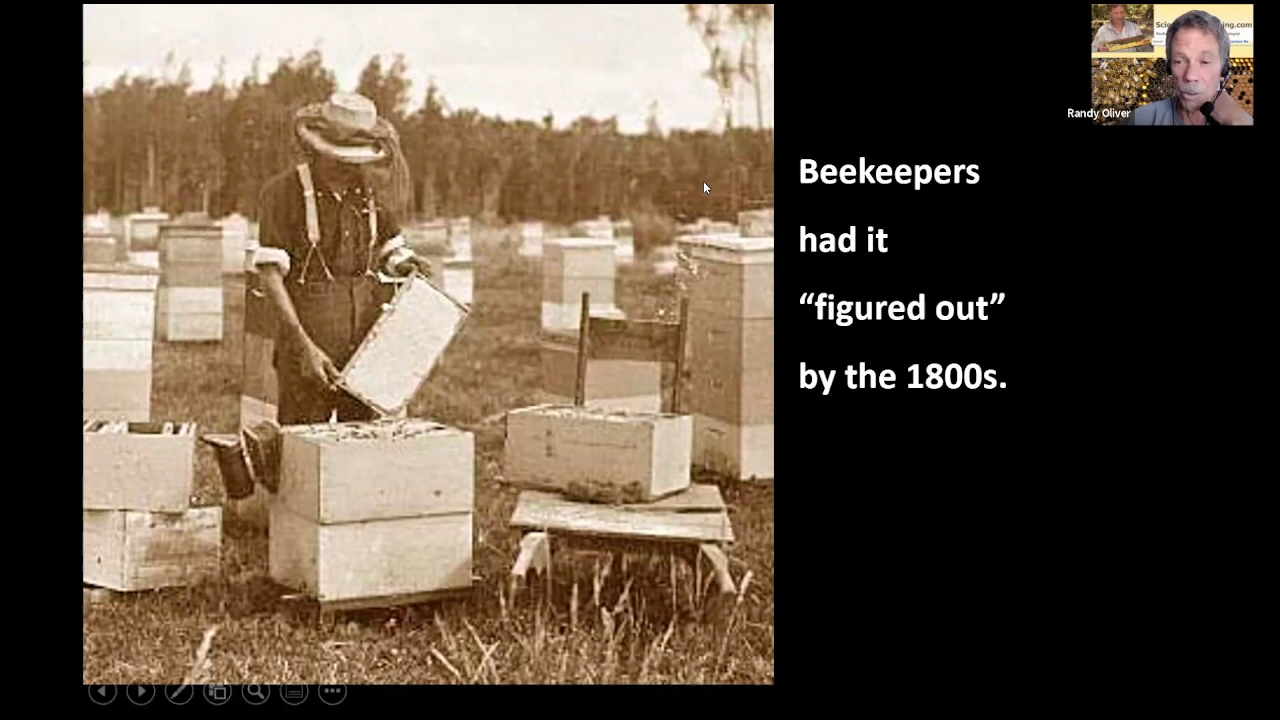 Beekeepers
had it
“figured out”
by the 1800s.
Randy Oliver